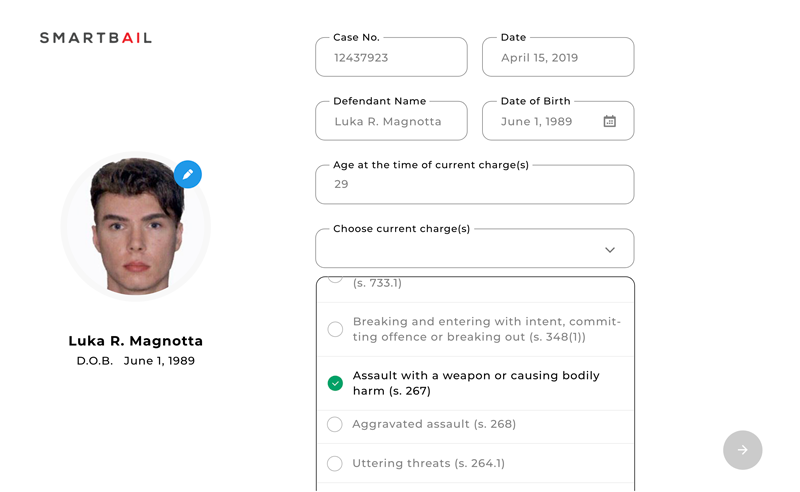 SMARTBAIL
Case No.
12437923
Date
April 15, 2019
Defendant Name
Luka R. Magnotta
Date of Birth
June 1, 1989
Age at the time of current charge(s)
29
Choose current charge(s)
(s. 733.1)
Breaking and entering with intent, commit-
ting offence or breaking out (s. 348(1))
Assault with a weapon or causing bodily
harm (s. 267)
Aggravated assault (s. 268)
Uttering threats (s. 264.1)
Luka R. Magnotta
D.O.B. June 1, 1989